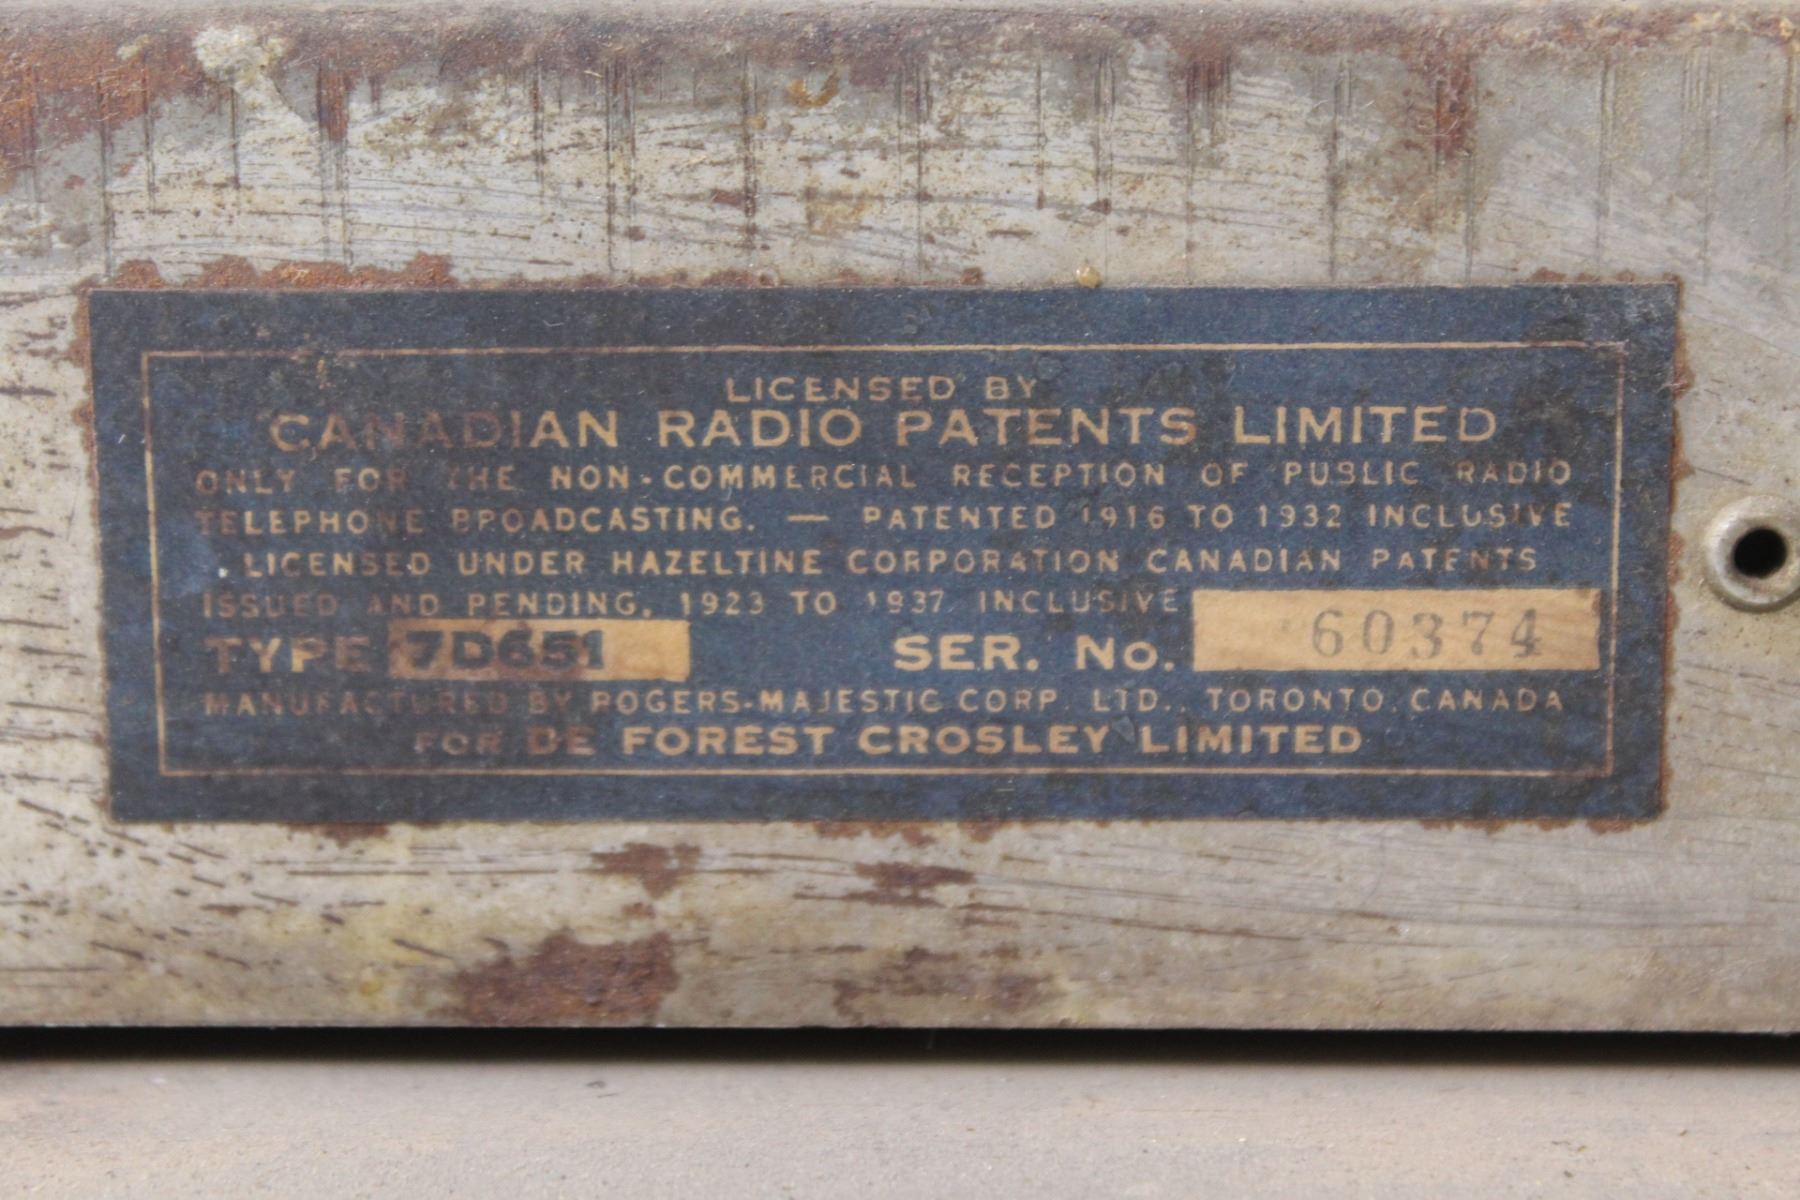 LICENSED BY
CANADIAN RADIO PATENTS LIMITED
ONLY FOR THE NON-COMMERCIAL RECEPTION OF PUBLIC RADIO
TELEPHONE BROADCASTING. — PATENTED 1916 TO 1932 INCLUSIVE
LICENSED UNDER HAZELTINE CORPORATION CANADIAN PATENTS
ISSUED AND PENDING, 1923 TO 1937 INCLUSIVE
TYPE 7D651 SER. No. 60374
MANUFACTURED BY ROGERS-MAJESTIC CORP. LTD., TORONTO, CANADA
FOR DE FOREST CROSLEY LIMITED